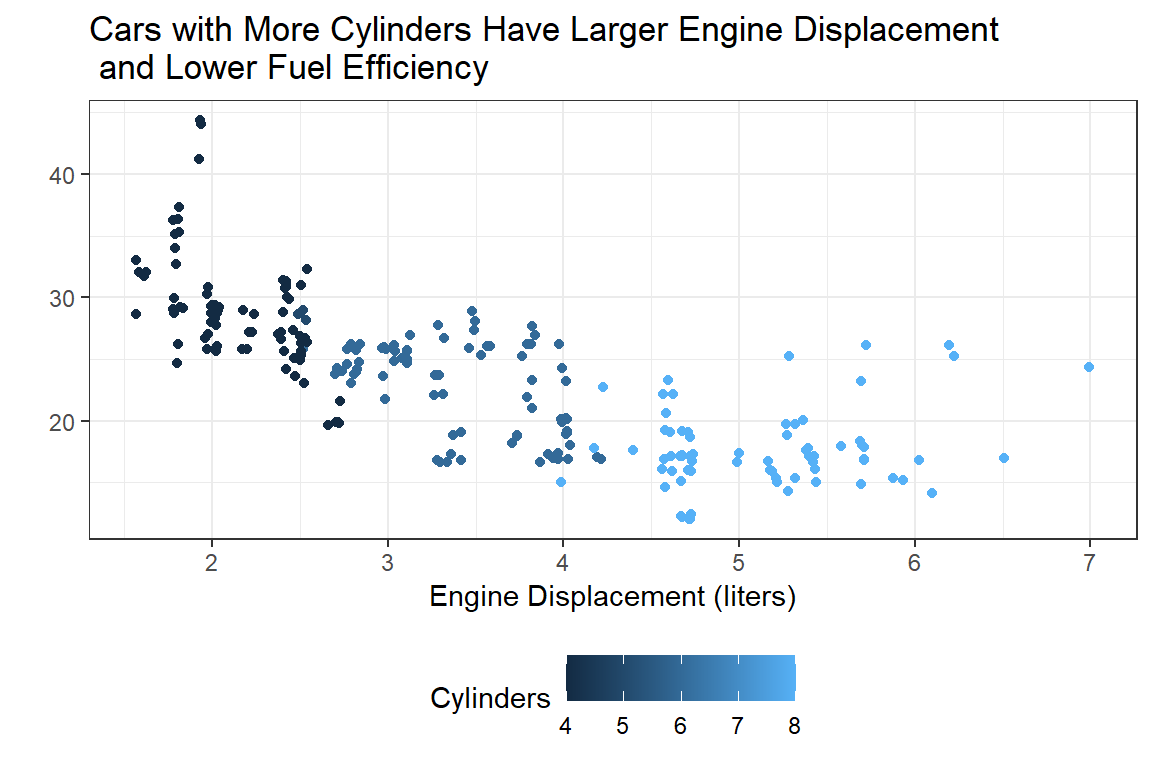 Cars with More Cylinders Have Larger Engine Displacement
and Lower Fuel Efficiency
40
30
20
2 3 4 5 6 7
Engine Displacement (liters)
Cylinders
4 5 6 7 8